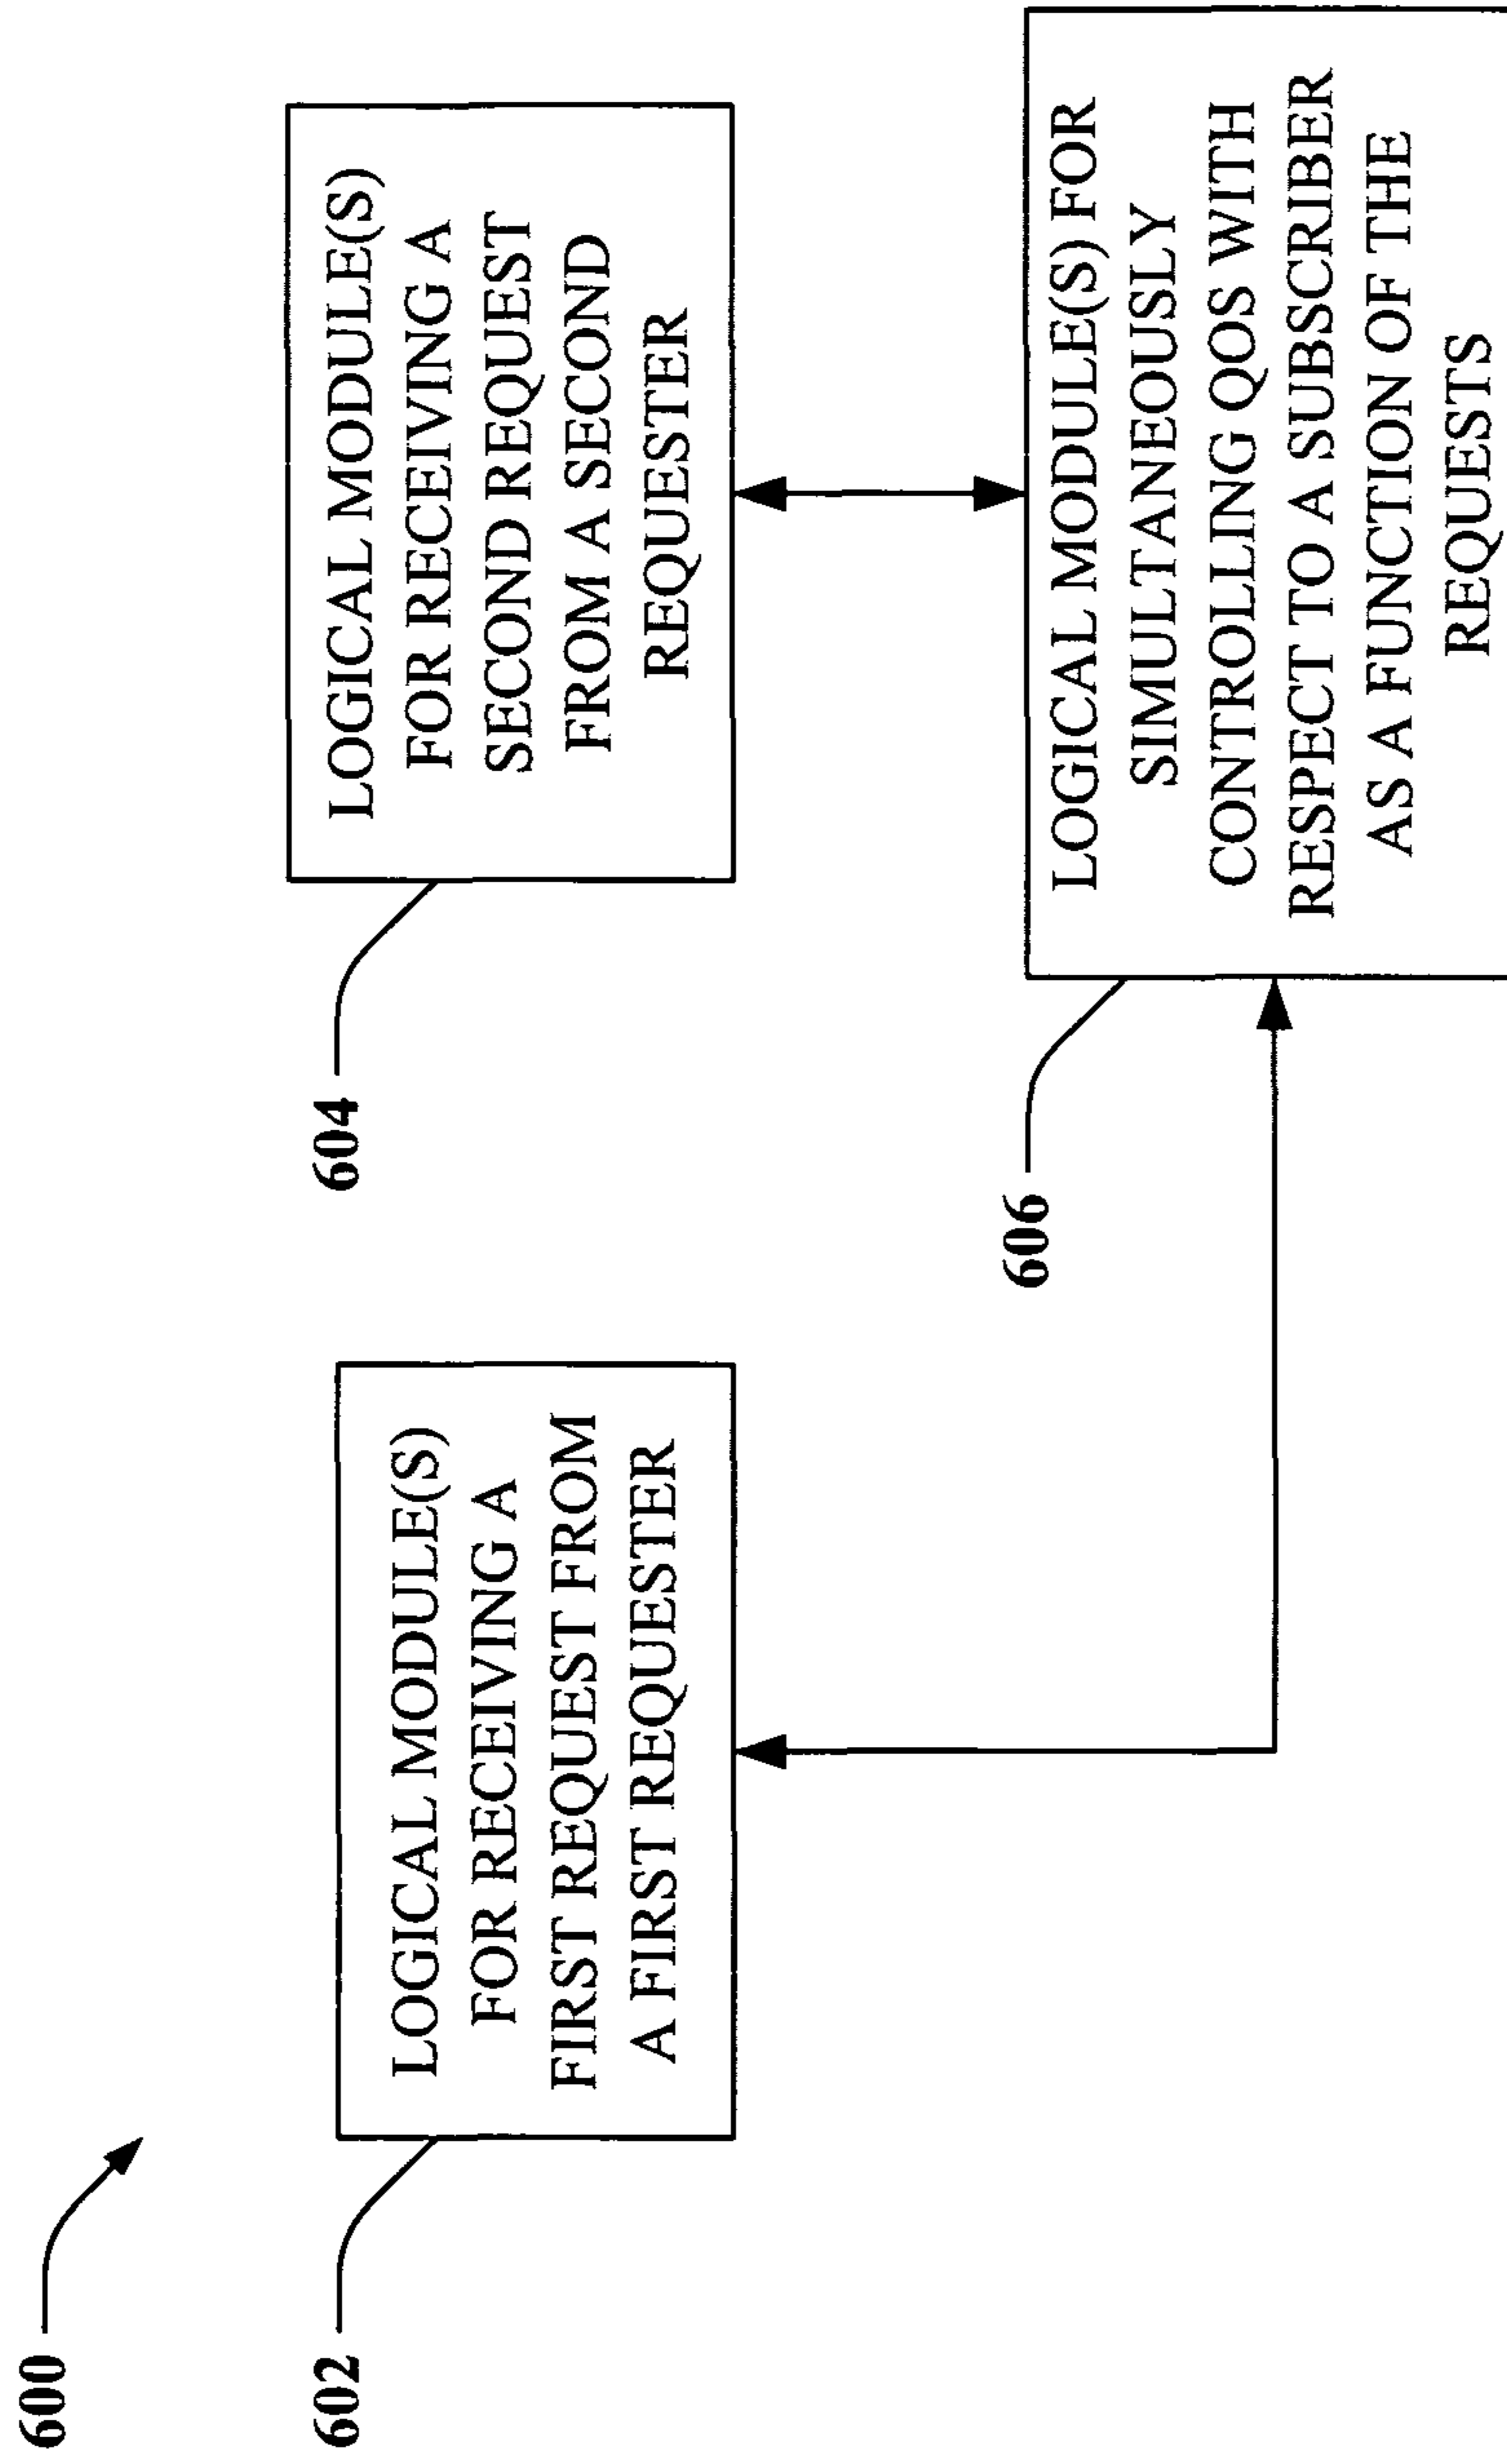 600
602
LOGICAL MODULE(S)
FOR RECEIVING A
FIRST REQUEST FROM
A FIRST REQUESTER
604
LOGICAL MODULE(S)
FOR RECEIVING A
SECOND REQUEST
FROM A SECOND
REQUESTER
606
LOGICAL MODULE(S) FOR
SIMULTANEOUSLY
CONTROLLING QOS WITH
RESPECT TO A SUBSCRIBER
AS A FUNCTION OF THE
REQUESTS